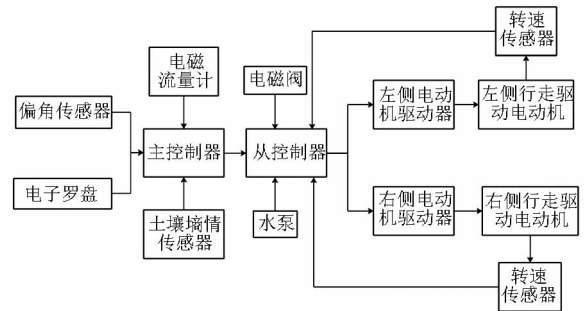 转速
传感器
电磁
流量计
电磁阀
左侧电动
机驱动器
左侧行走驱
动电动机
偏角传感器
主控制器
从控制器
电子罗盘
土壤墒情
传感器
水泵
右侧电动
机驱动器
右侧行走驱
动电动机
转速
传感器